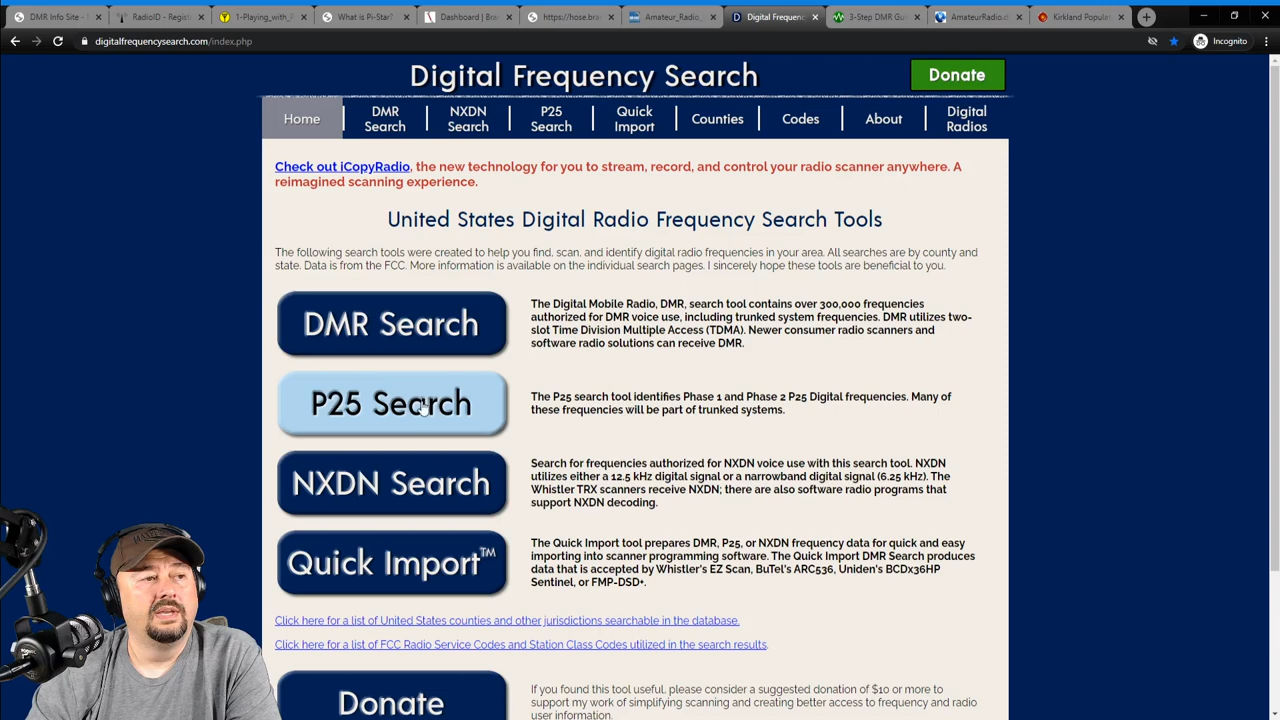 DMR Info Site -
RadioID - Regist
1-Playing_with_
What is Pi-Star?
Dashboard | Bra
https://hose.bra
Amateur_Radio_
Digital Frequenc
3-Step DMR Gu
AmateurRadio.c
Kirkland Populat
digitalfrequencysearch.com/index.php
Incognito
Digital Frequency Search
Donate
Home
DMR Search
NXDN Search
P25 Search
Quick Import
Counties
Codes
About
Digital Radios
Check out iCopyRadio, the new technology for you to stream, record, and control your radio scanner anywhere. A
reimagined scanning experience.
United States Digital Radio Frequency Search Tools
The following search tools were created to help you find, scan, and identify digital radio frequencies in your area. All searches are by county and
state. Data is from the FCC. More information is available on the individual search pages. I sincerely hope these tools are beneficial to you.
DMR Search
The Digital Mobile Radio, DMR, search tool contains over 300,000 frequencies
authorized for DMR voice use, including trunked system frequencies. DMR utilizes two-
slot Time Division Multiple Access (TDMA). Newer consumer radio scanners and
software radio solutions can receive DMR.
P25 Search
The P25 search tool identifies Phase 1 and Phase 2 P25 Digital frequencies. Many of
these frequencies will be part of trunked systems.
NXDN Search
Search for frequencies authorized for NXDN voice use with this search tool. NXDN
utilizes either a 12.5 kHz digital signal or a narrowband digital signal (6.25 kHz). The
Whistler TRX scanners receive NXDN; there are also software radio programs that
support NXDN decoding.
Quick Import™
The Quick Import tool prepares DMR, P25, or NXDN frequency data for quick and easy
importing into scanner programming software. The Quick Import DMR Search produces
data that is accepted by Whistler's EZ Scan, BuTel's ARC536, Uniden's BCDx36HP
Sentinel, or FMP-DSD+.
Click here for a list of United States counties and other jurisdictions searchable in the database.
Click here for a list of FCC Radio Service Codes and Station Class Codes utilized in the search results.
Donate
If you found this tool useful, please consider a suggested donation of $10 or more to
support my work of simplifying scanning and creating better access to frequency and radio
user information.